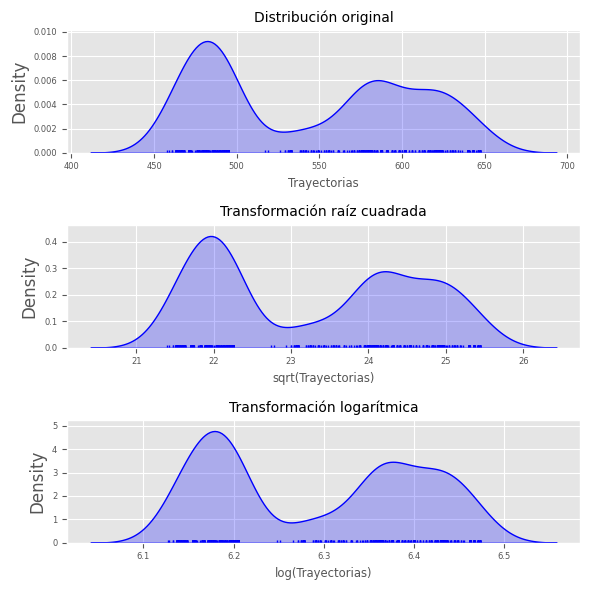 Distribución original
0.010
0.008
0.006
0.004
0.002
0.000
Density
400 450 500 550 600 650 700
Trayectorias
Transformación raíz cuadrada
0.4
0.3
0.2
0.1
0.0
Density
21 22 23 24 25 26
sqrt(Trayectorias)
Transformación logarítmica
5
4
3
2
1
0
Density
6.1 6.2 6.3 6.4 6.5
log(Trayectorias)